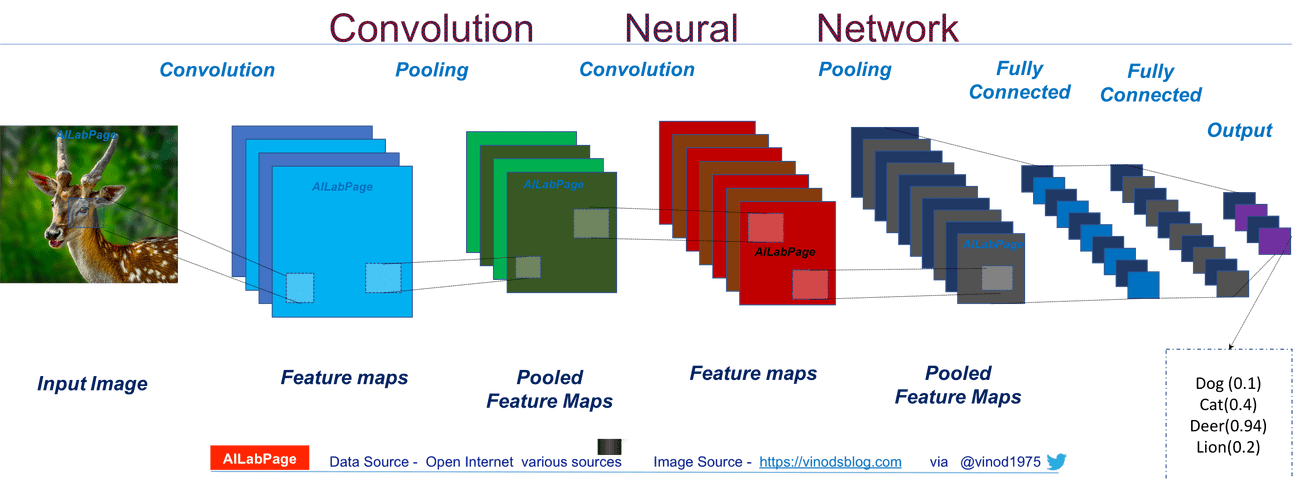 Convolution Neural Network
Convolution
Pooling
Convolution
Pooling
Fully
Connected
Fully
Connected
Output
AILabPage
AILabPage
AILabPage
AILabPage
AILabPage
Input Image
Feature maps
Pooled
Feature Maps
Feature maps
Pooled
Feature Maps
Dog (0.1)
Cat(0.4)
Deer(0.94)
Lion(0.2)
AILabPage
Data Source - Open Internet various sources
Image Source - https://vinodsblog.com via @vinod1975